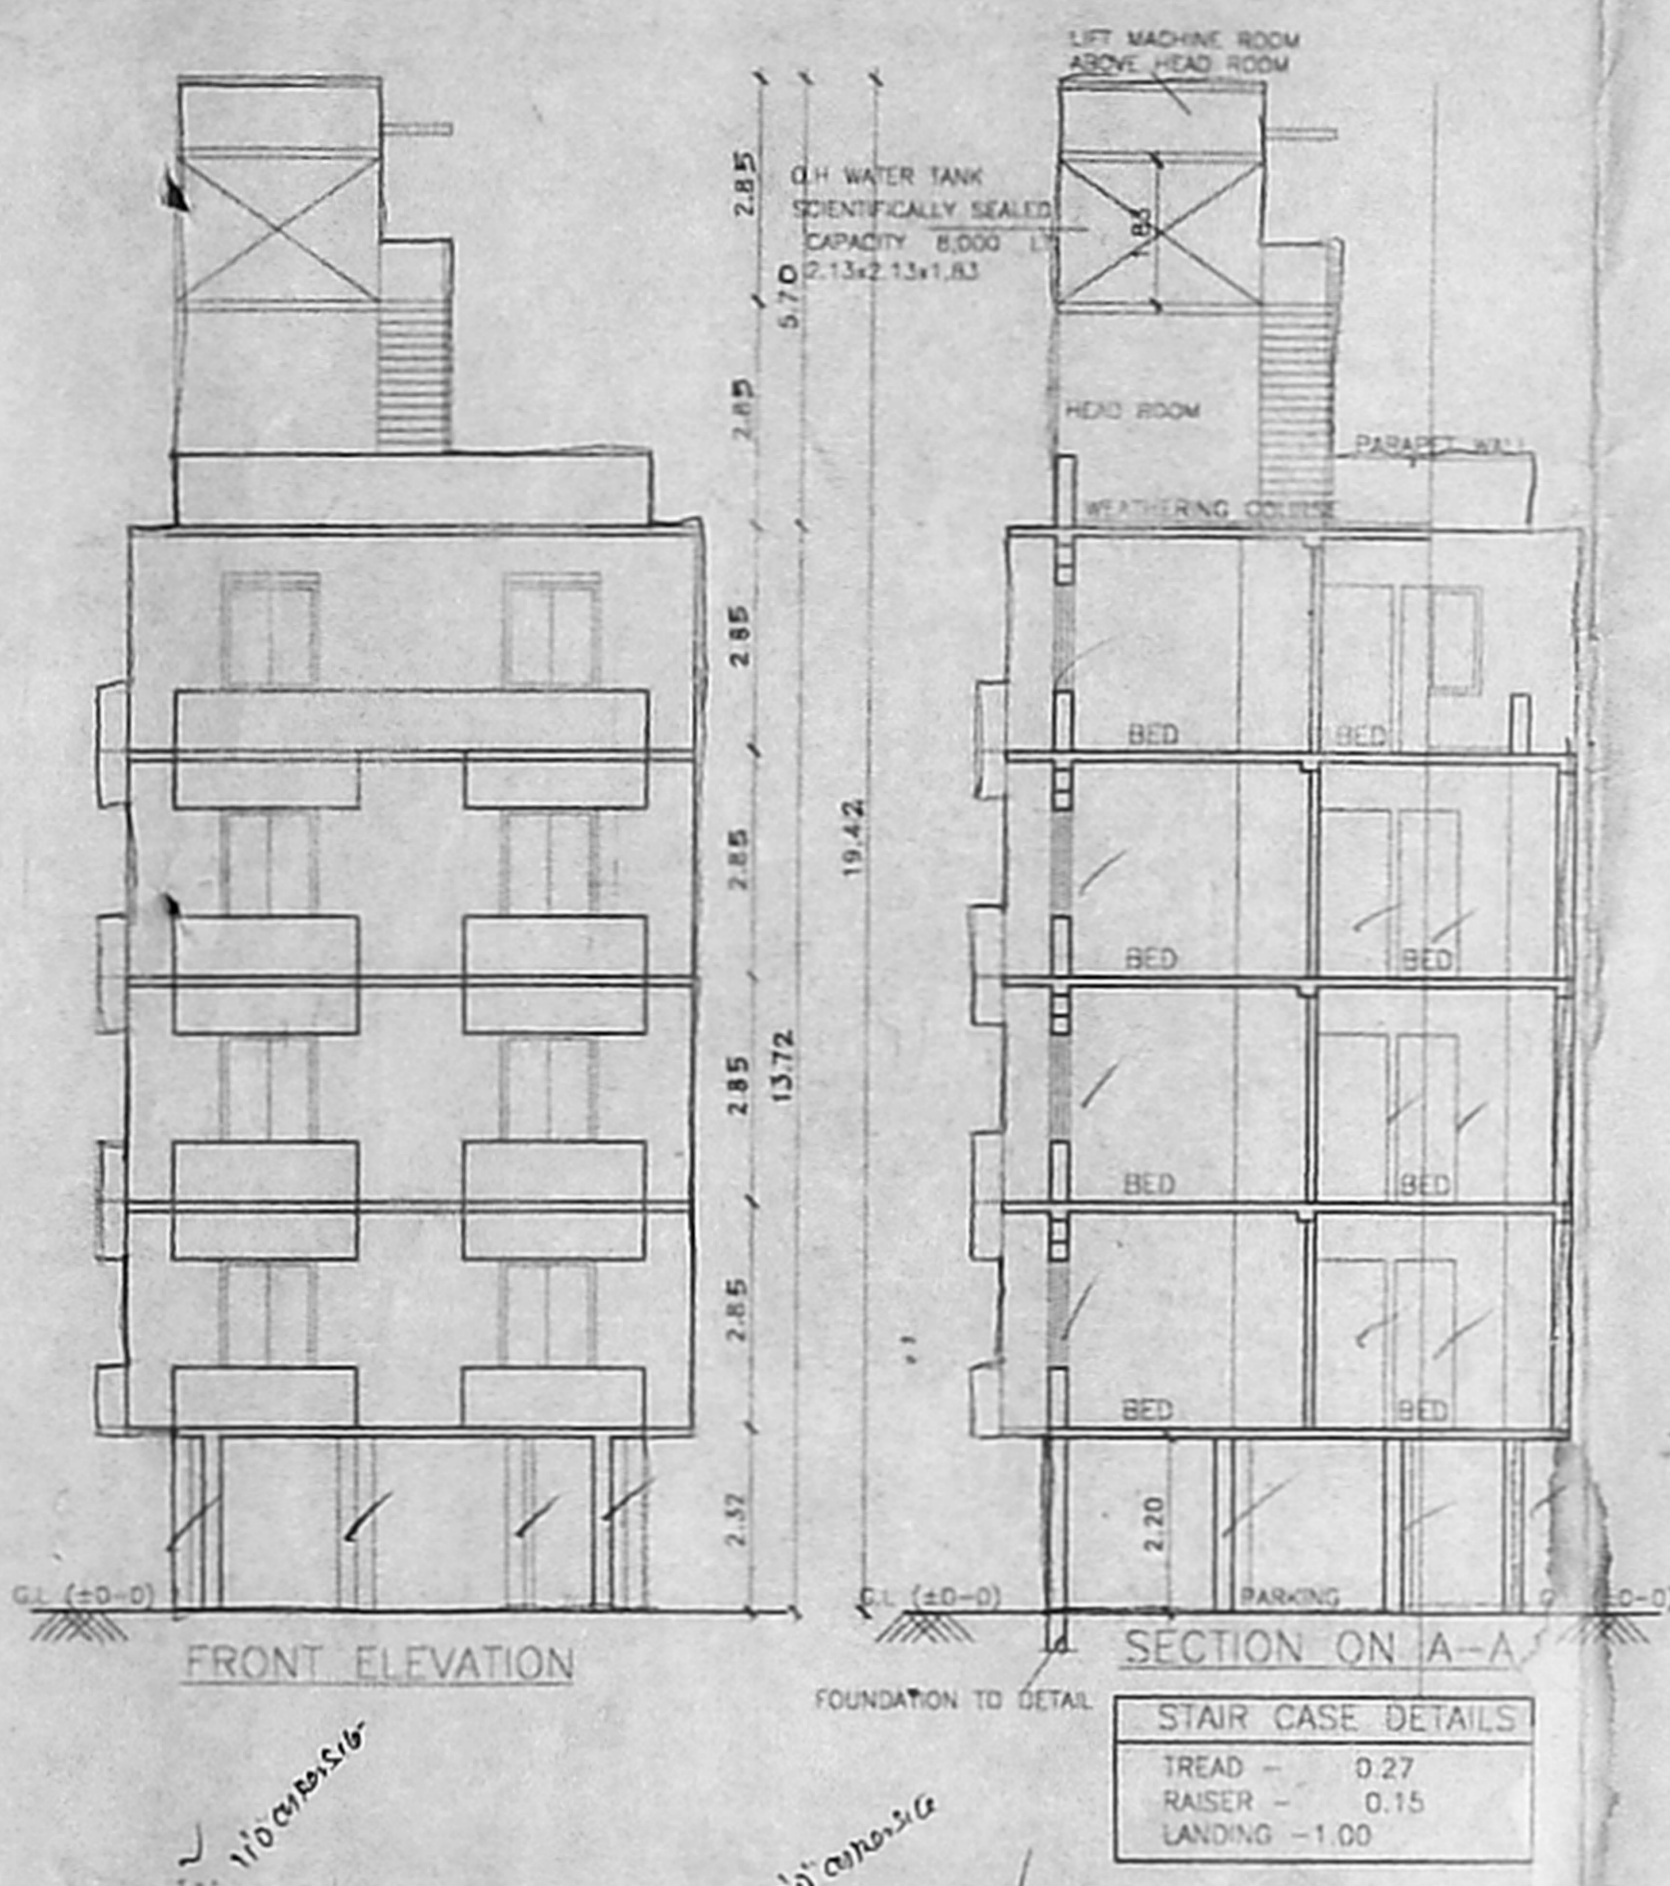 LIFT MACHINE ROOM
ABOVE HEAD ROOM
2.85
O.H WATER TANK
SCIENTIFICALLY SEALED
CAPACITY 8,000 LT
2.13x2.13x1.83
1.83
5.70
2.85
HEAD ROOM
PARAPET WALL
WEATHERING COURSE
2.85
BED BED
2.85
19.42
BED BED
2.85
13.72
BED BED
2.85
BED BED
2.37
2.20
G.L (±0-0)
G.L (±0-0)
PARKING
FRONT ELEVATION
SECTION ON A-A
FOUNDATION TO DETAIL
STAIR CASE DETAILS
TREAD - 0.27
RAISER - 0.15
LANDING -1.00